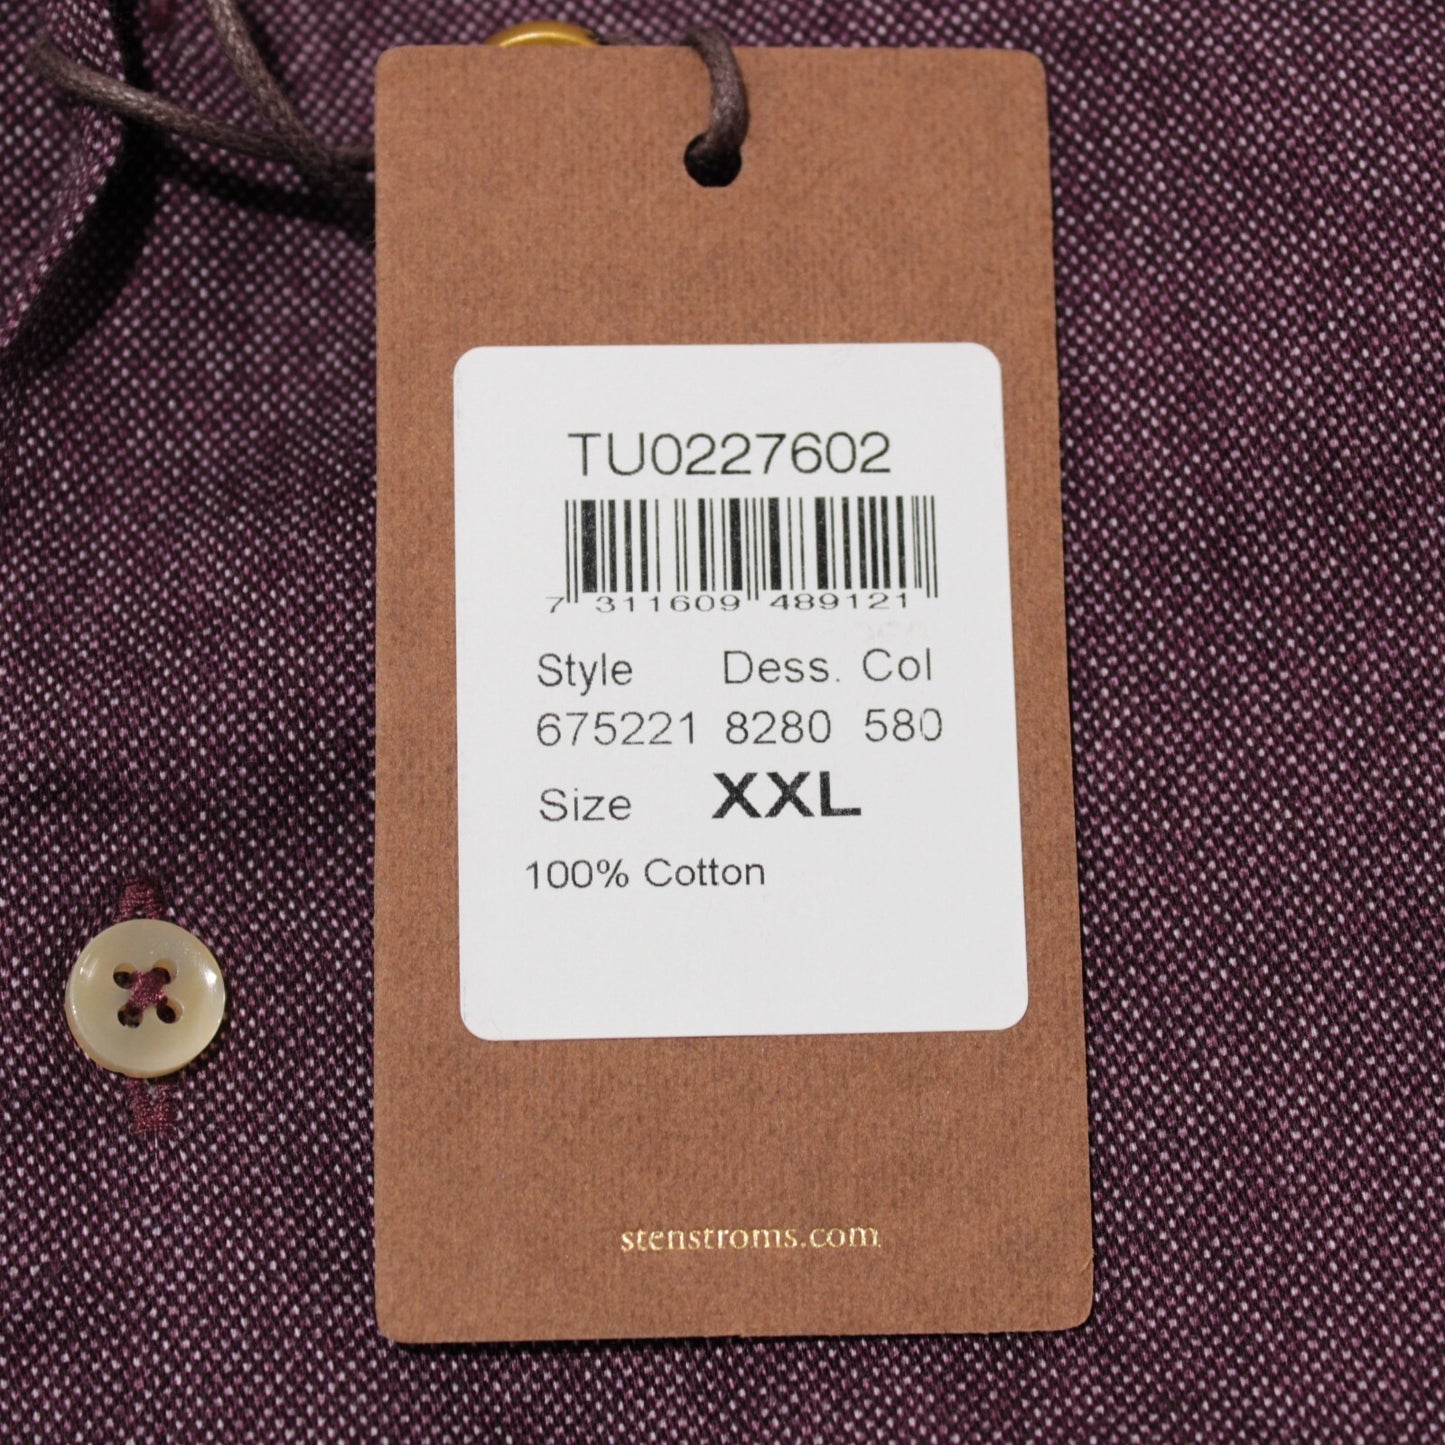 TU0227602
7 311609 489121
Style Dess. Col
675221 8280 580
Size XXL
100% Cotton
stenstroms.com